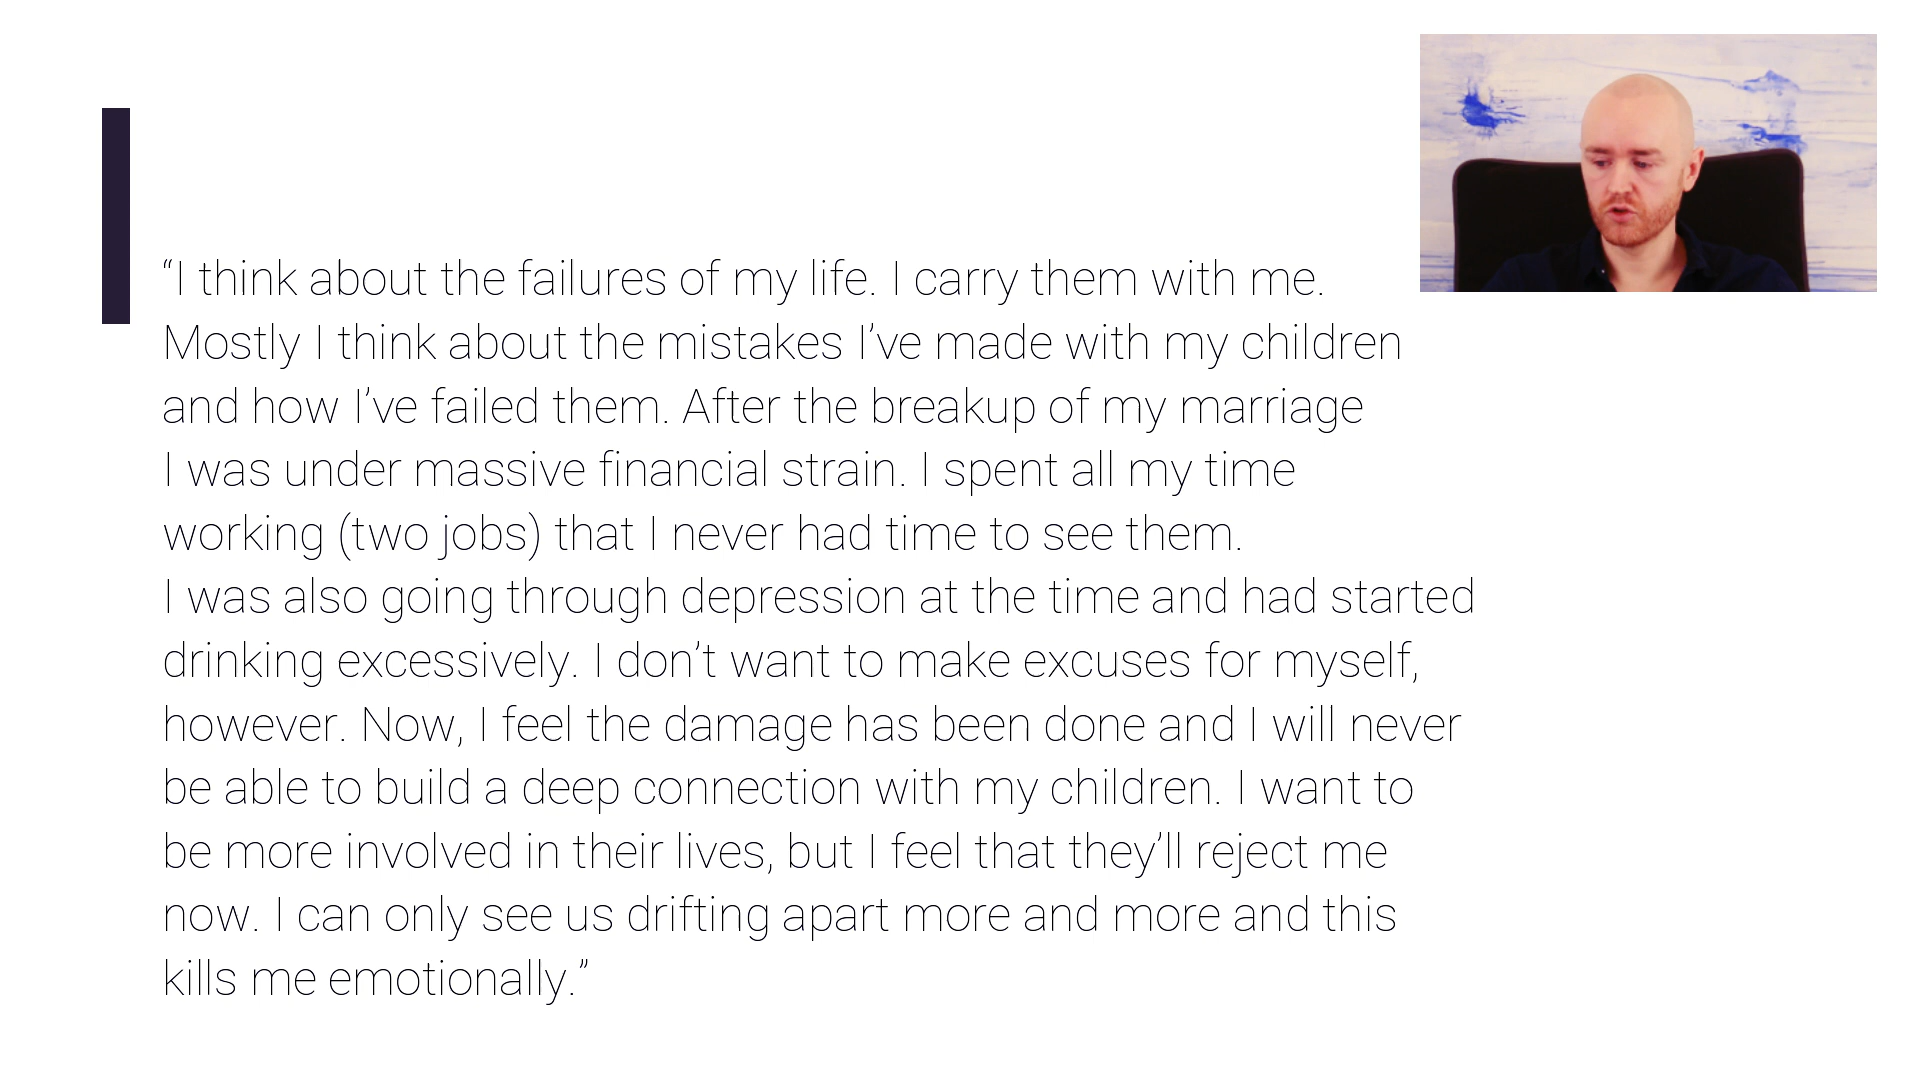 “I think about the failures of my life. I carry them with me.
Mostly I think about the mistakes I’ve made with my children
and how I’ve failed them. After the breakup of my marriage
I was under massive financial strain. I spent all my time
working (two jobs) that I never had time to see them.
I was also going through depression at the time and had started
drinking excessively. I don’t want to make excuses for myself,
however. Now, I feel the damage has been done and I will never
be able to build a deep connection with my children. I want to
be more involved in their lives, but I feel that they’ll reject me
now. I can only see us drifting apart more and more and this
kills me emotionally.”